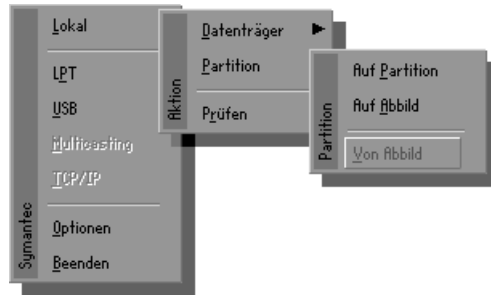 Lokal
LPT
USB
Multicasting
TCP/IP
Optionen
Beenden
Symantec
Datenträger
Partition
Prüfen
Aktion
Auf Partition
Auf Abbild
Von Abbild
Partition